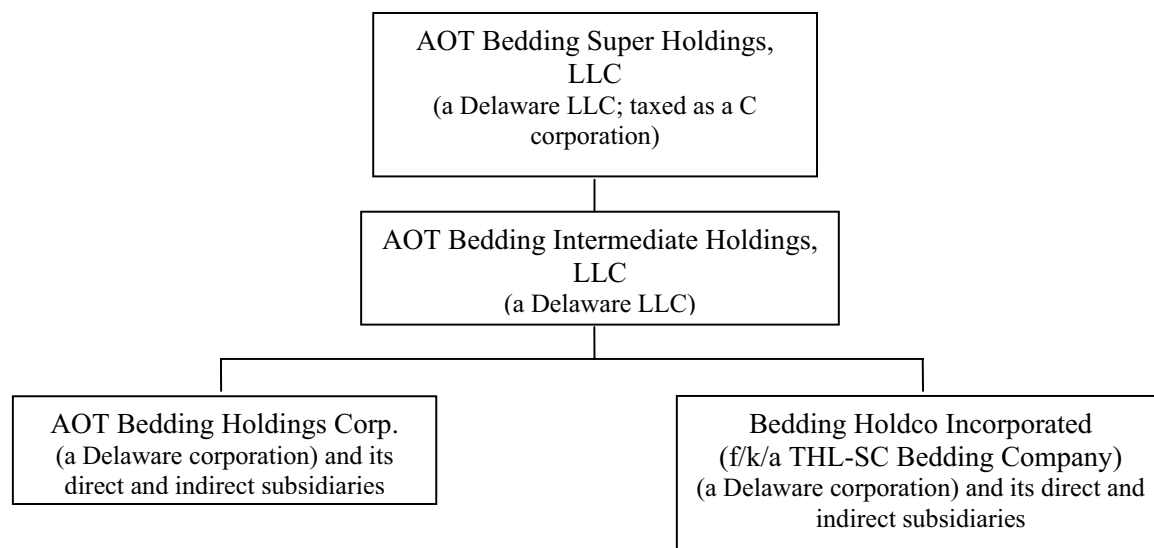 AOT Bedding Super Holdings,
LLC
(a Delaware LLC; taxed as a C
corporation)
AOT Bedding Intermediate Holdings,
LLC
(a Delaware LLC)
AOT Bedding Holdings Corp.
(a Delaware corporation) and its
direct and indirect subsidiaries
Bedding Holdco Incorporated
(f/k/a THL-SC Bedding Company)
(a Delaware corporation) and its direct and
indirect subsidiaries